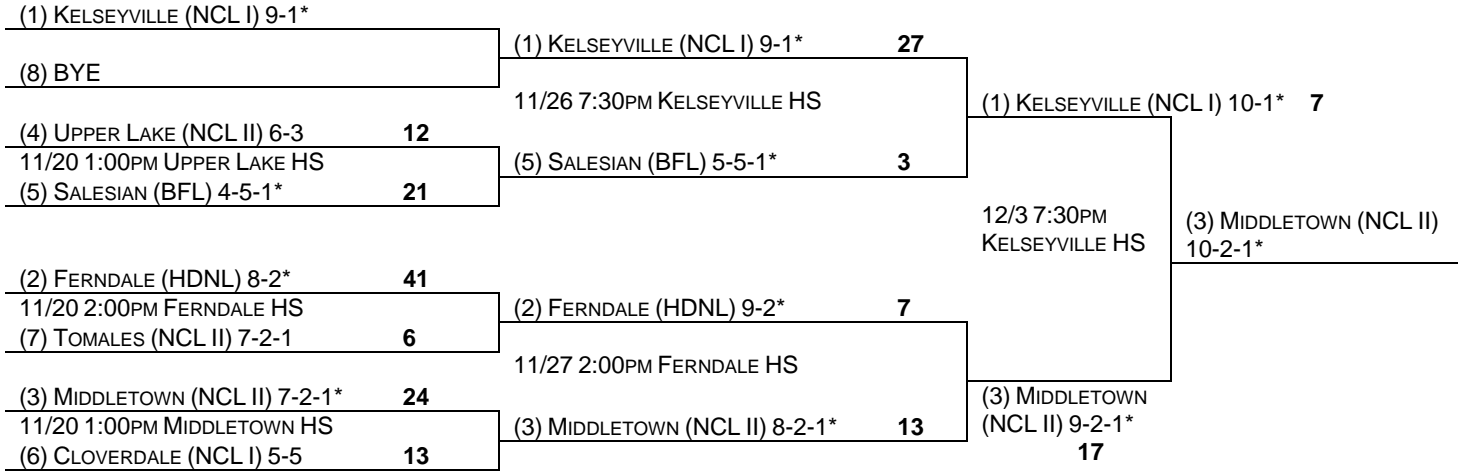 (1) KELSEYVILLE (NCL I) 9-1*
(8) BYE
(4) UPPER LAKE (NCL II) 6-3 12
11/20 1:00PM UPPER LAKE HS
(5) SALESIAN (BFL) 4-5-1* 21
(2) FERNDALE (HDNL) 8-2* 41
11/20 2:00PM FERNDALE HS
(7) TOMALES (NCL II) 7-2-1 6
(3) MIDDLETOWN (NCL II) 7-2-1* 24
11/20 1:00PM MIDDLETOWN HS
(6) CLOVERDALE (NCL I) 5-5 13
(1) KELSEYVILLE (NCL I) 9-1* 27
11/26 7:30PM KELSEYVILLE HS
(5) SALESIAN (BFL) 5-5-1* 3
(2) FERNDALE (HDNL) 9-2* 7
11/27 2:00PM FERNDALE HS
(3) MIDDLETOWN (NCL II) 8-2-1* 13
(1) KELSEYVILLE (NCL I) 10-1* 7
12/3 7:30PM
KELSEYVILLE HS
(3) MIDDLETOWN
(NCL II) 9-2-1*
17
(3) MIDDLETOWN (NCL II)
10-2-1*